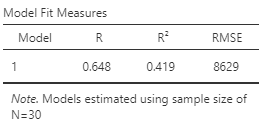 Model Fit Measures
Model R R² RMSE
1 0.648 0.419 8629
Note. Models estimated using sample size of
N=30